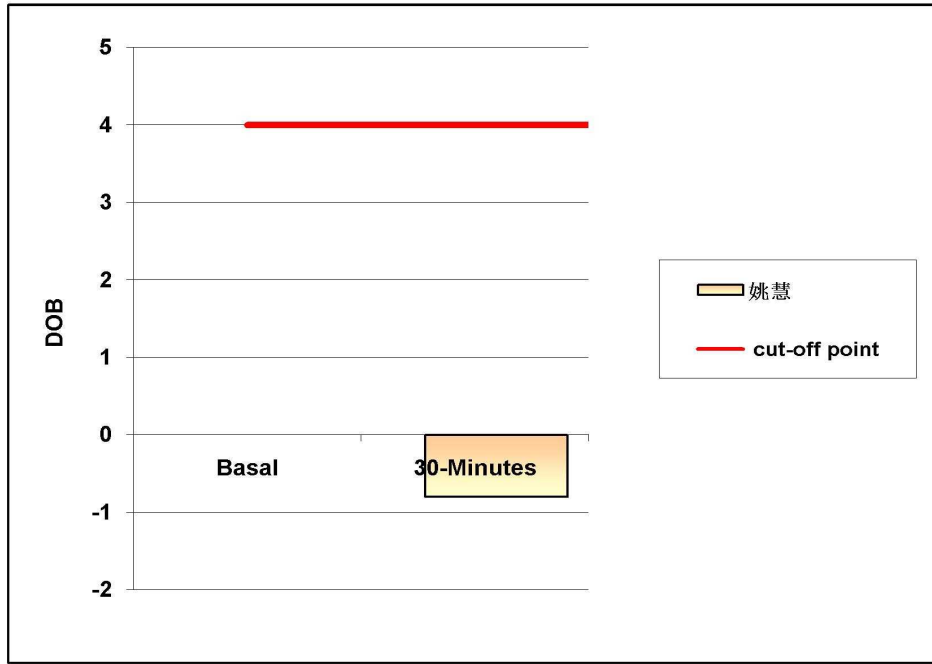 5
4
3
2
1
0
-1
-2
DOB
Basal
30-Minutes
姚慧
cut-off point